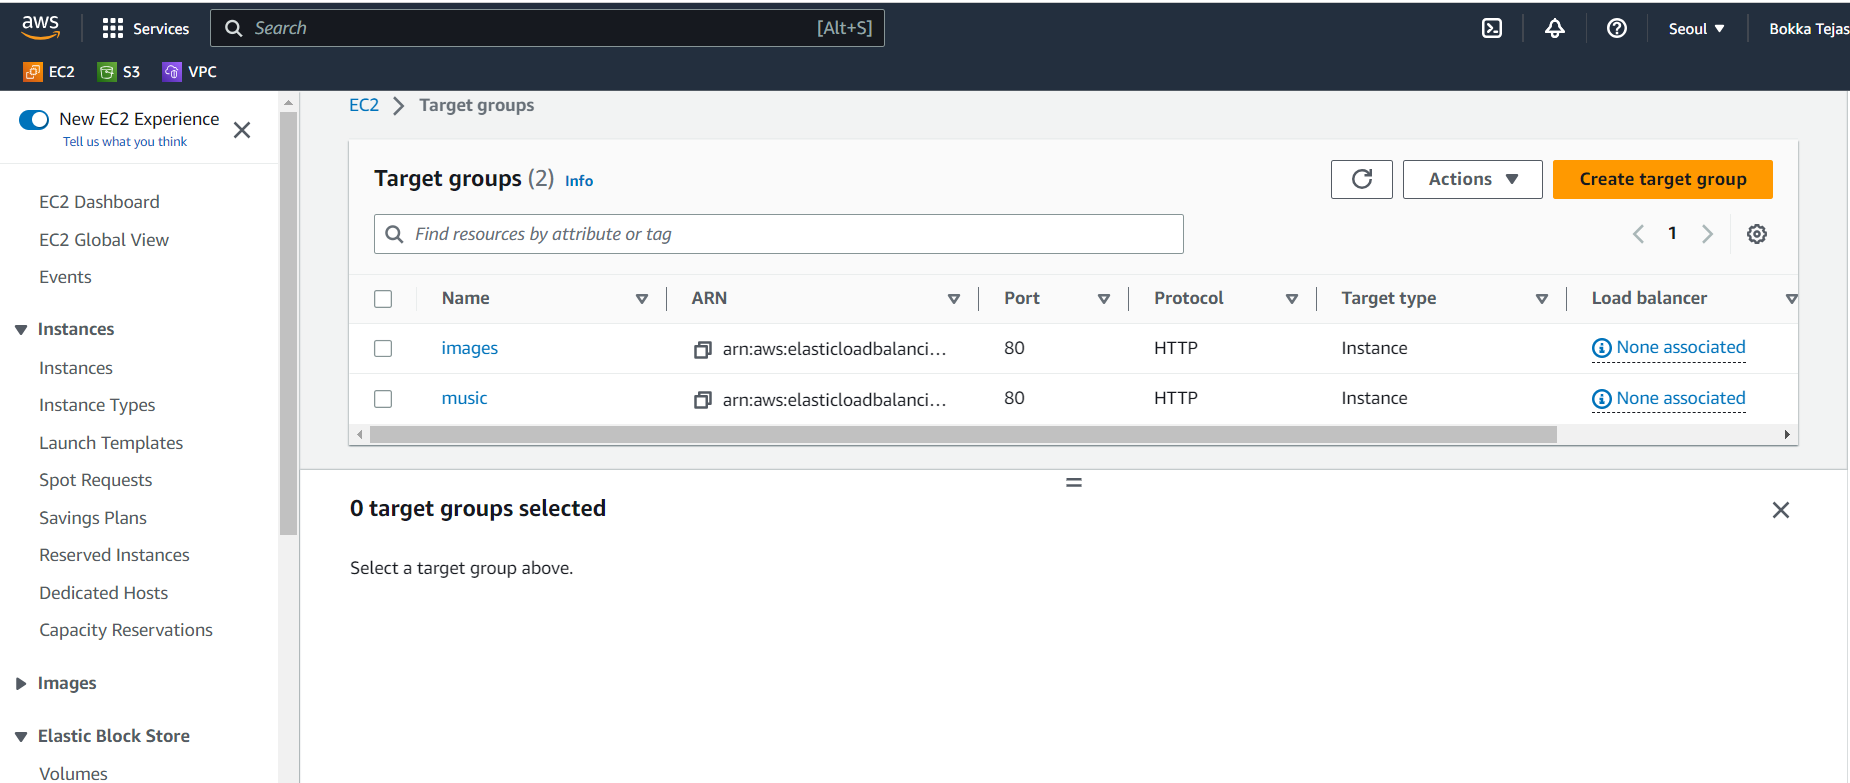 aws Services Search [Alt+S] Seoul Bokka Tejas
EC2 S3 VPC
New EC2 Experience
Tell us what you think
EC2 Dashboard
EC2 Global View
Events
Instances
Instances
Instance Types
Launch Templates
Spot Requests
Savings Plans
Reserved Instances
Dedicated Hosts
Capacity Reservations
Images
Elastic Block Store
Volumes
EC2 Target groups
Target groups (2) Info Actions Create target group
Find resources by attribute or tag 1
Name ARN Port Protocol Target type Load balancer
images arn:aws:elasticloadbalanci... 80 HTTP Instance None associated
music arn:aws:elasticloadbalanci... 80 HTTP Instance None associated
0 target groups selected
Select a target group above.